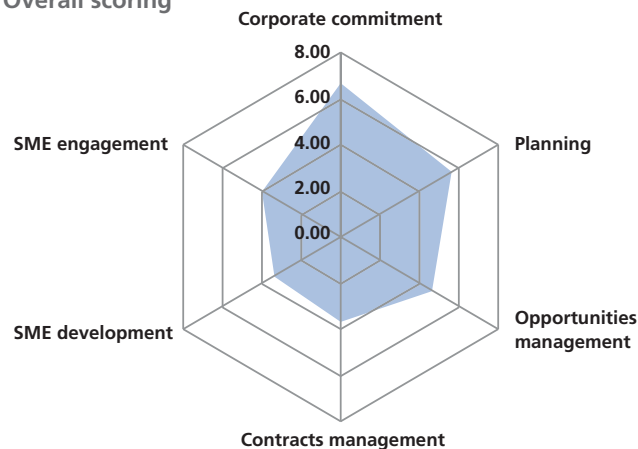 Overall scoring
Corporate commitment
8.00
6.00
SME engagement
4.00
Planning
2.00
0.00
SME development
Opportunities
management
Contracts management